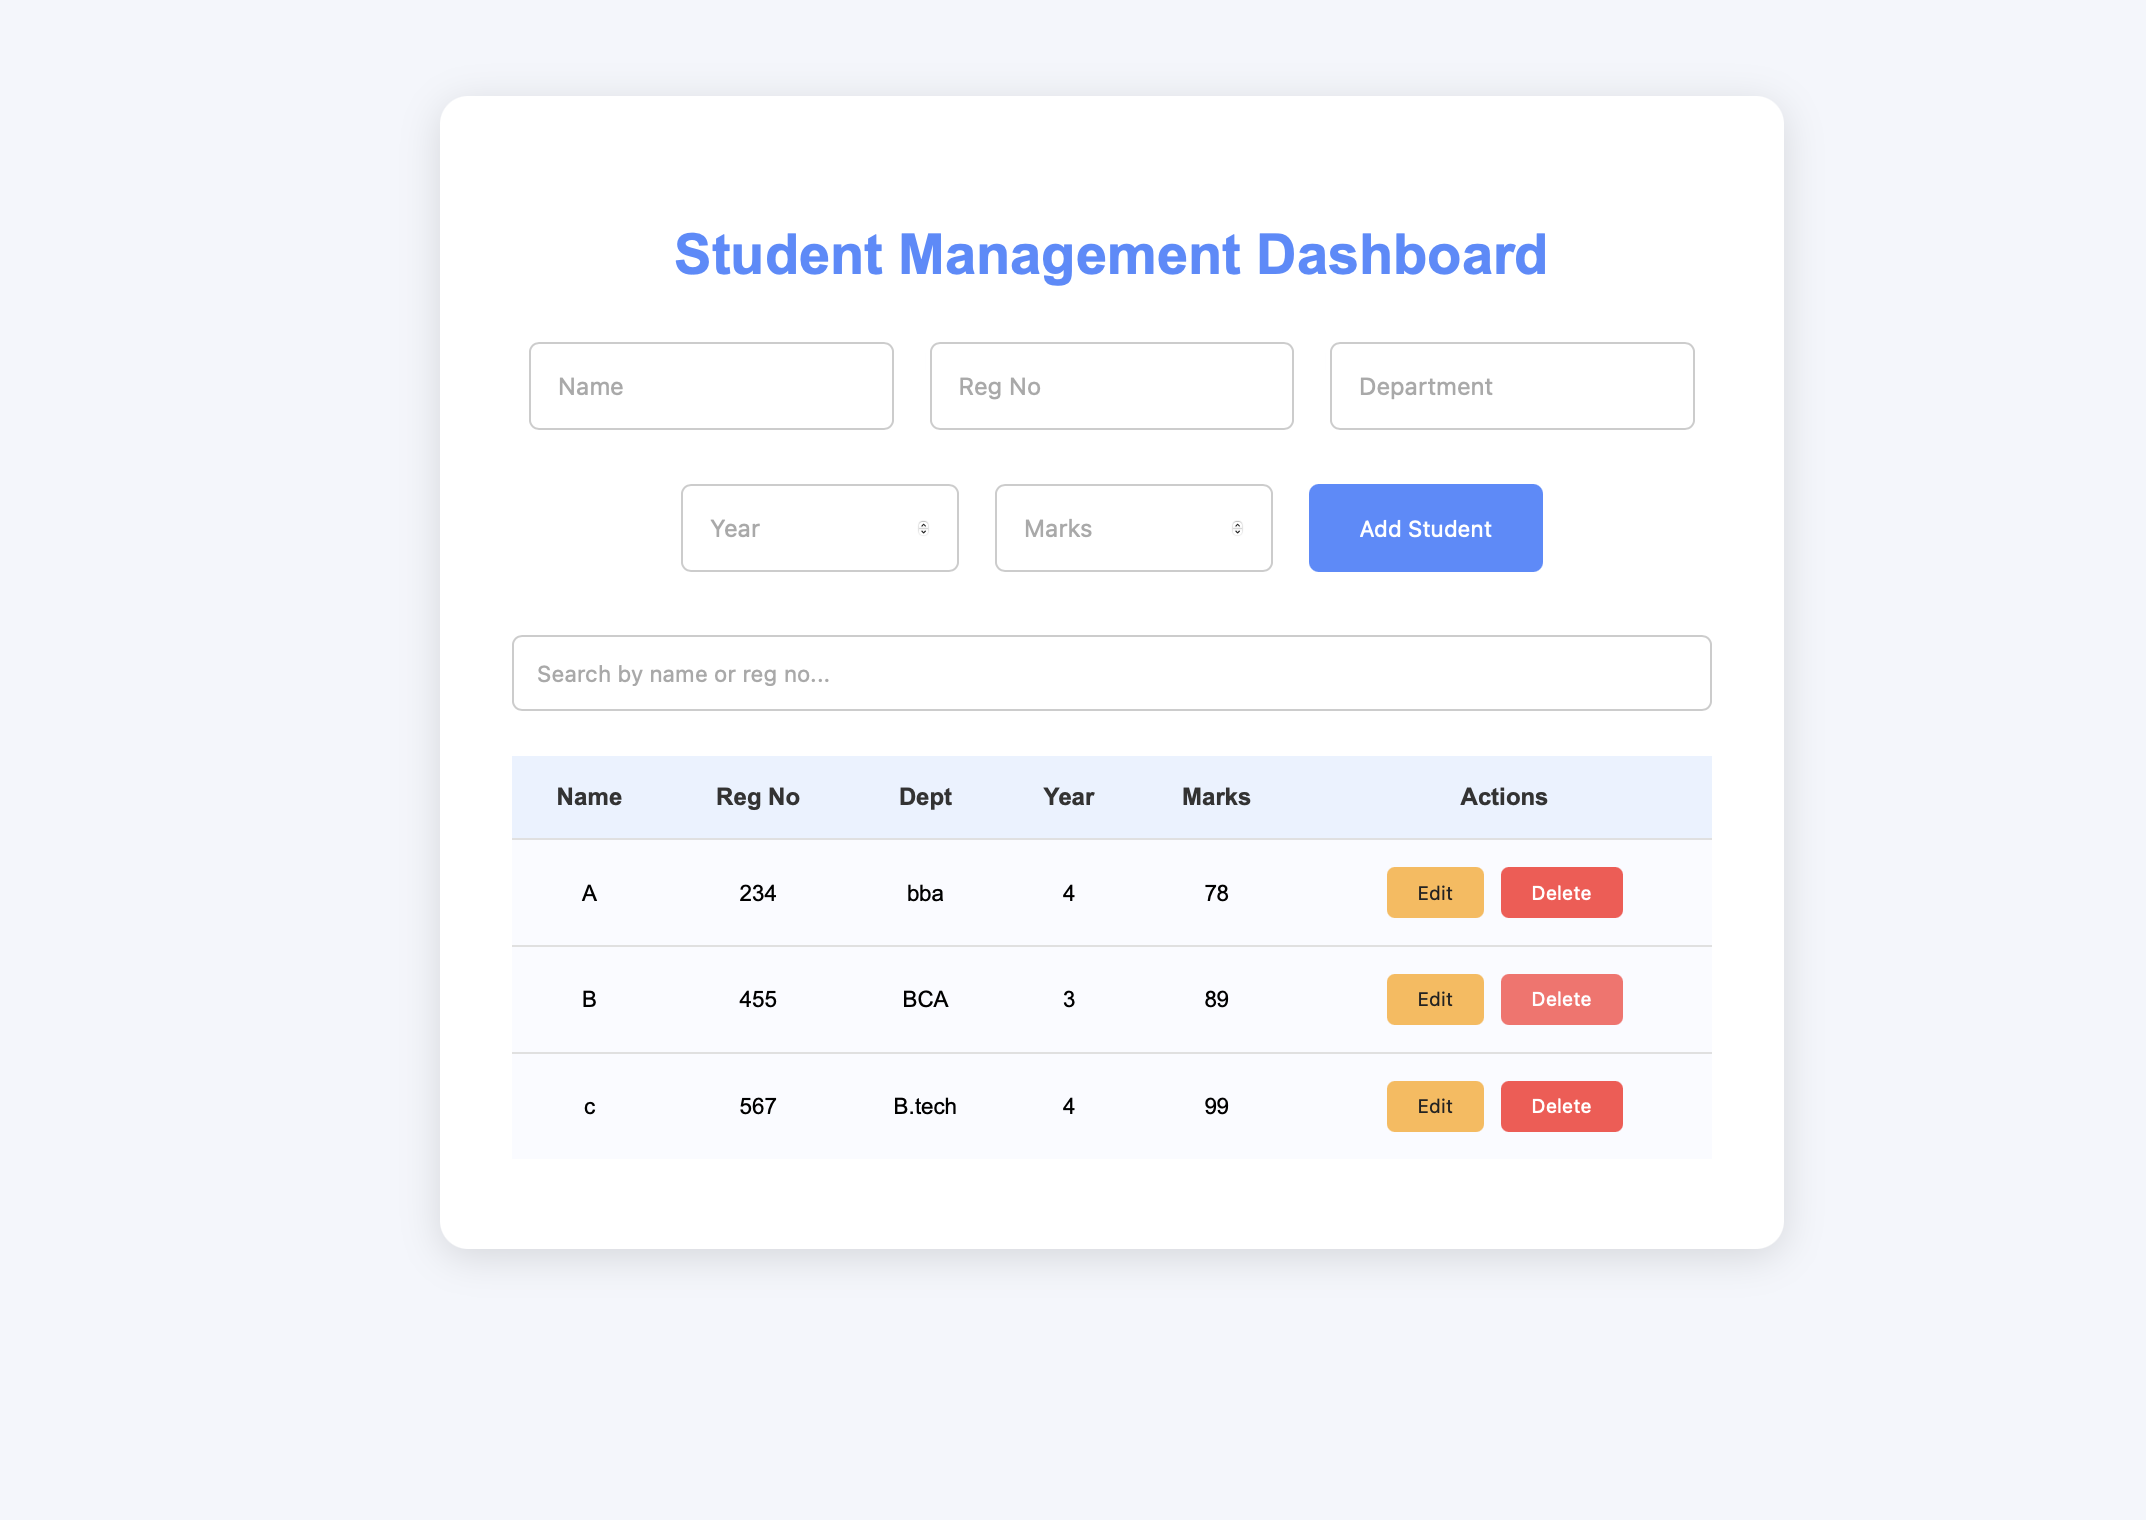 Student Management Dashboard
Name Reg No Department
Year Marks Add Student
Search by name or reg no...
Name Reg No Dept Year Marks Actions
A 234 bba 4 78 Edit Delete
B 455 BCA 3 89 Edit Delete
c 567 B.tech 4 99 Edit Delete